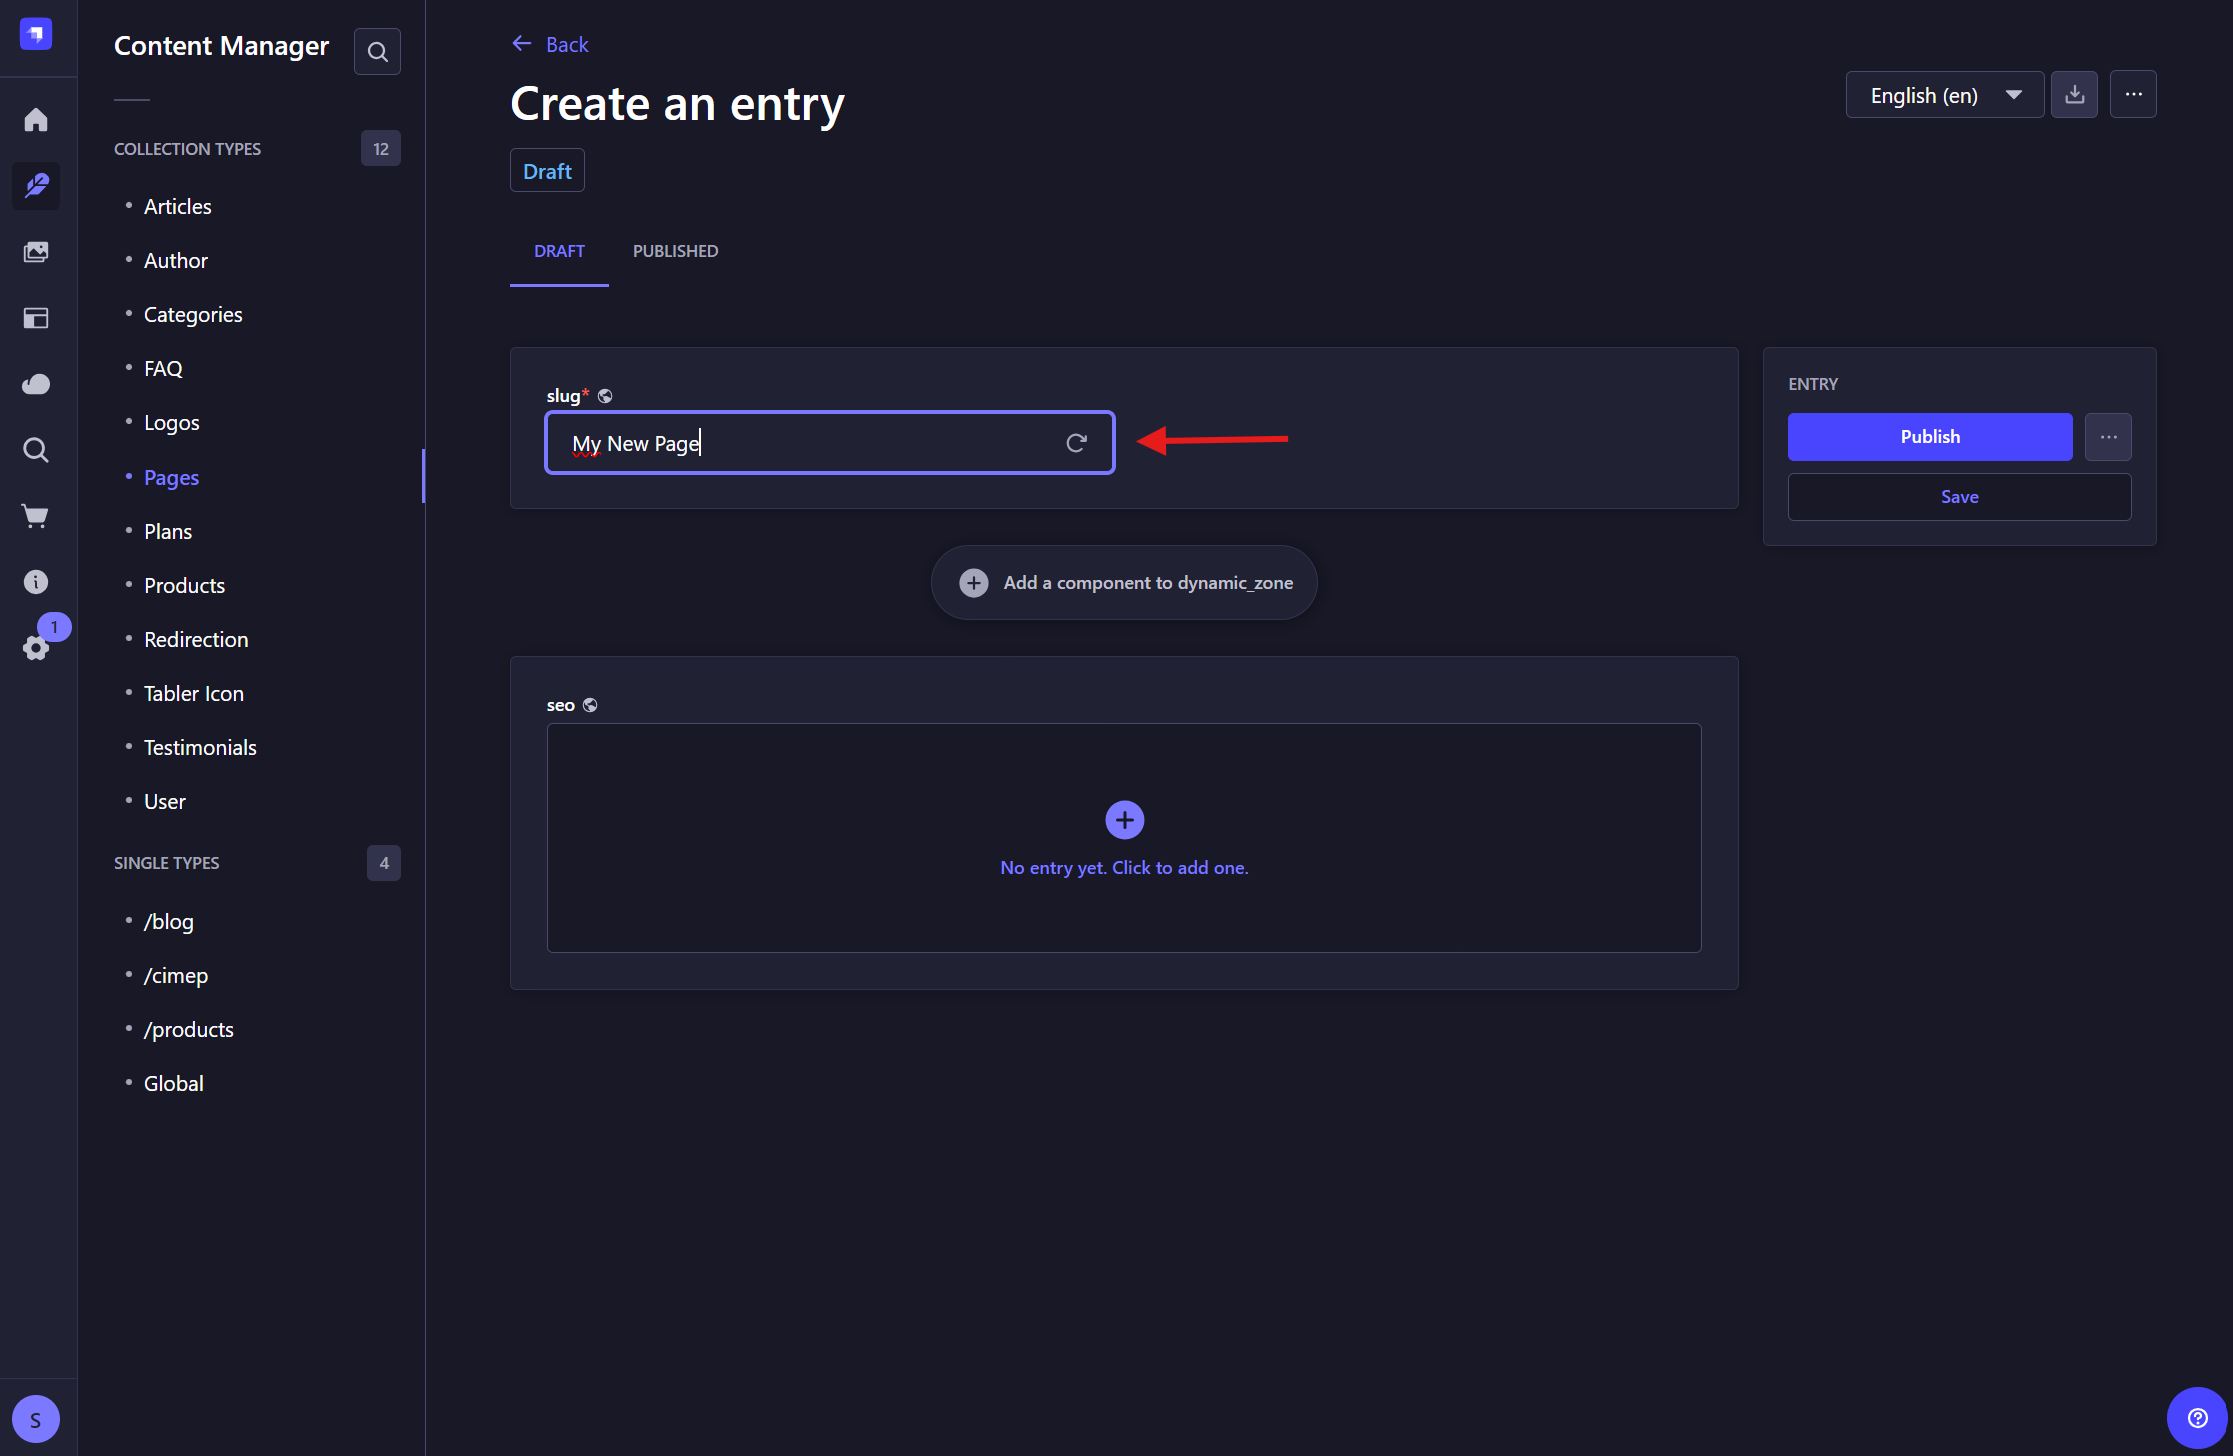 Content Manager
COLLECTION TYPES
12
Articles
Author
Categories
FAQ
Logos
Pages
Plans
Products
Redirection
Tabler Icon
Testimonials
User
SINGLE TYPES
4
/blog
/cimep
/products
Global
1
S
Back
Create an entry
English (en)
Draft
DRAFT
PUBLISHED
slug*
My New Page
Add a component to dynamic_zone
seo
No entry yet. Click to add one.
ENTRY
Publish
Save